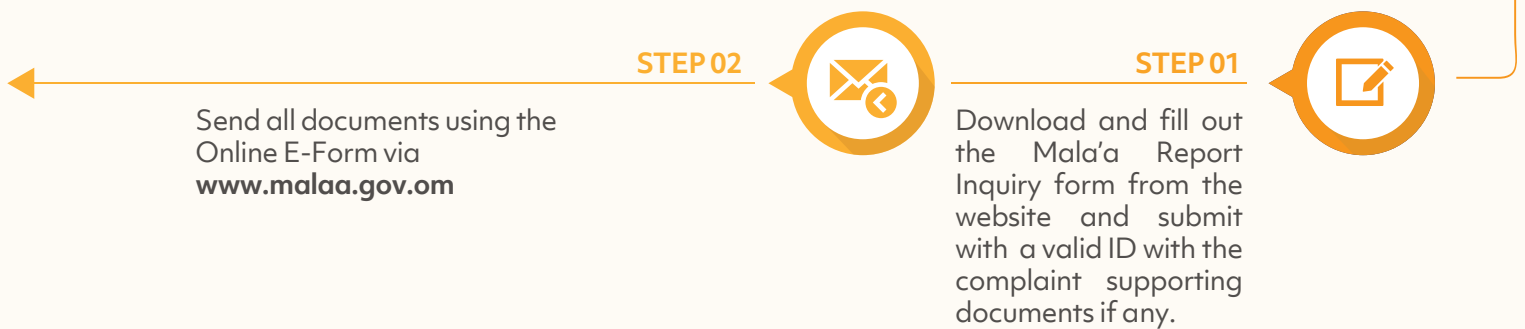 STEP 01
Download and fill out
the Mala’a Report
Inquiry form from the
website and submit
with a valid ID with the
complaint supporting
documents if any.
STEP 02
Send all documents using the
Online E-Form via
www.malaa.gov.om